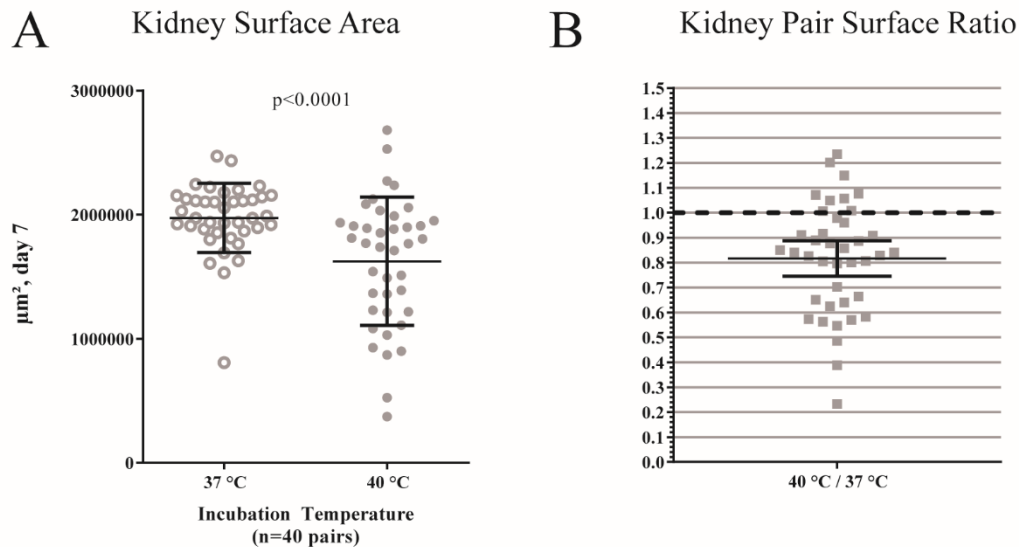 A
Kidney Surface Area
µm², day 7
3000000
2000000
1000000
0
p<0.0001
37 °C
40 °C
Incubation Temperature
(n=40 pairs)
B
Kidney Pair Surface Ratio
1.5
1.4
1.3
1.2
1.1
1.0
0.9
0.8
0.7
0.6
0.5
0.4
0.3
0.2
0.1
0.0
40 °C / 37 °C